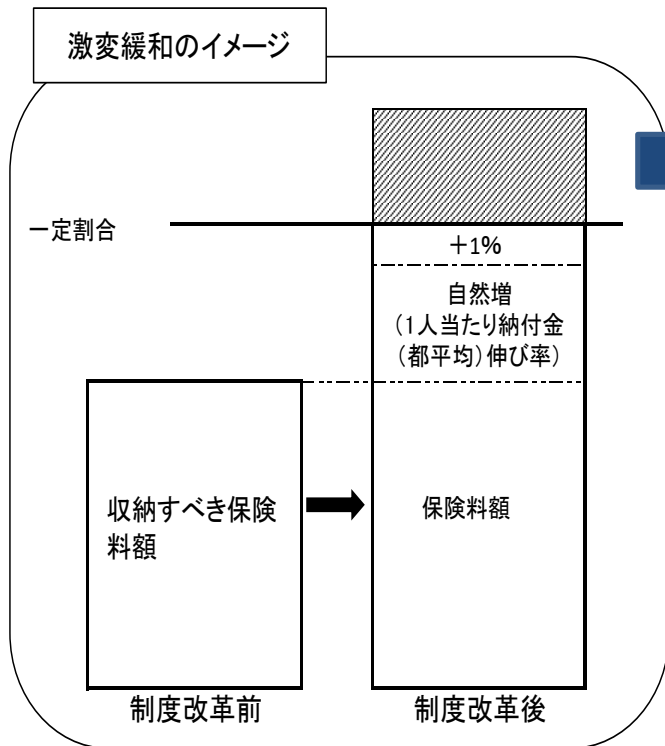 激変緩和のイメージ
一定割合
+1%
自然増
(1人当たり納付金
(都平均)伸び率)
収納すべき保険
料額
保険料額
制度改革前
制度改革後